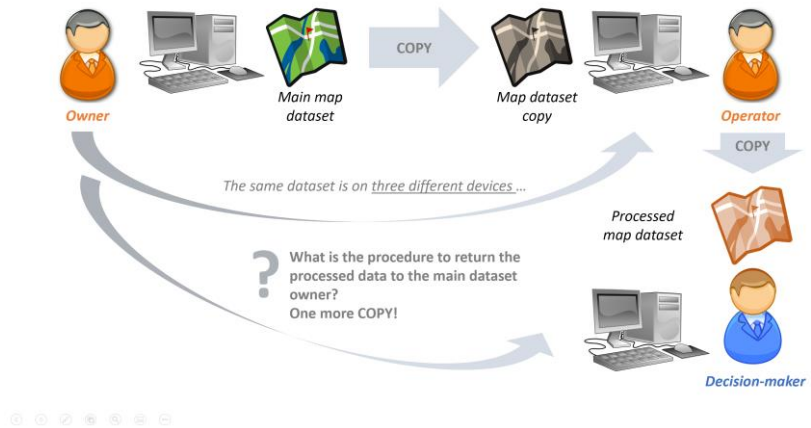 COPY
Main map
dataset
Map dataset
copy
Owner
Operator
COPY
The same dataset is on three different devices ...
Processed
map dataset
?
What is the procedure to return the
processed data to the main dataset
owner?
One more COPY!
Decision-maker